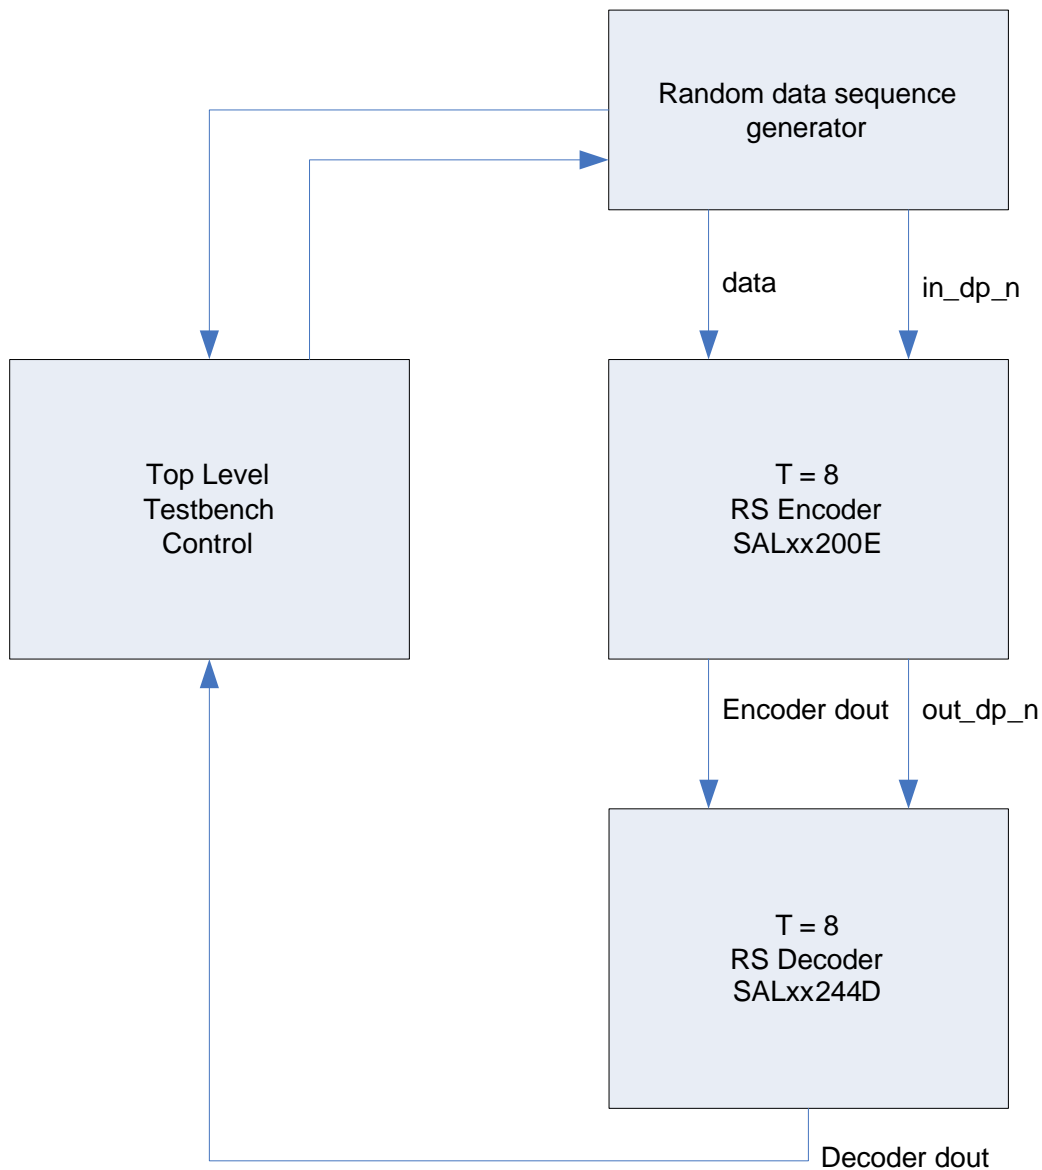 Random data sequence
generator
data
in_dp_n
Top Level
Testbench
Control
T = 8
RS Encoder
SALxx200E
Encoder dout
out_dp_n
T = 8
RS Decoder
SALxx244D
Decoder dout